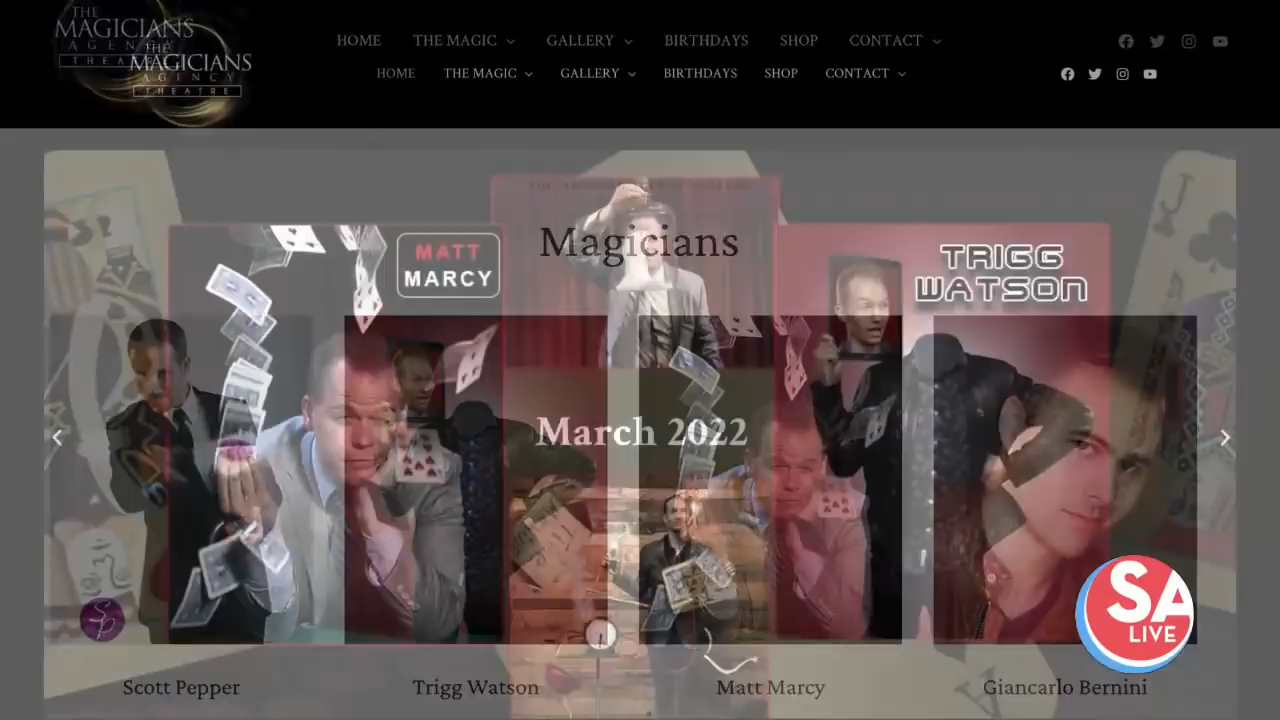 THE
MAGICIANS
AGENCY
THEATRE
HOME THE MAGIC GALLERY BIRTHDAYS SHOP CONTACT
THE
MAGICIANS
AGENCY
THEATRE
HOME THE MAGIC GALLERY BIRTHDAYS SHOP CONTACT
Magicians
MATT
MARCY
TRIGG
WATSON
J
March 2022
SP
SA
LIVE
Scott Pepper Trigg Watson Matt Marcy Giancarlo Bernini